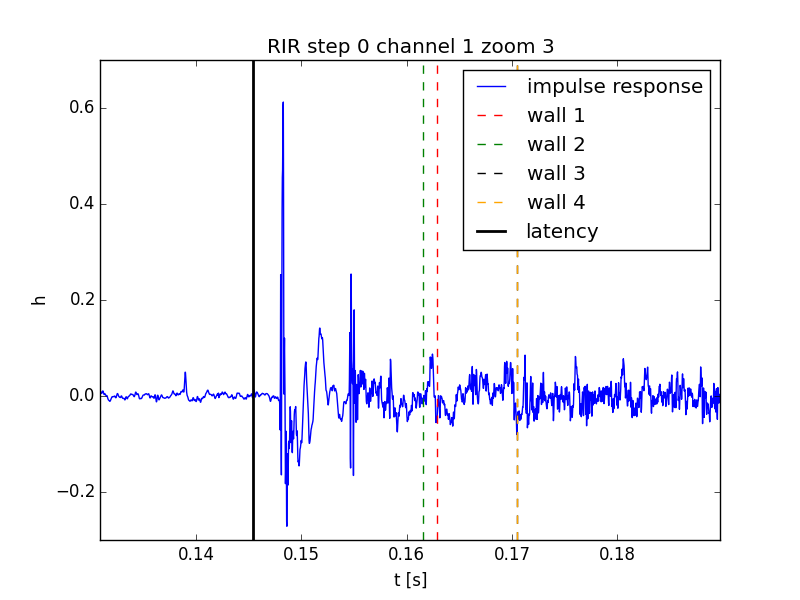 RIR step 0 channel 1 zoom 3
impulse response
wall 1
wall 2
wall 3
wall 4
latency
h
0.6
0.4
0.2
0.0
−0.2
0.14
0.15
0.16
0.17
0.18
t [s]